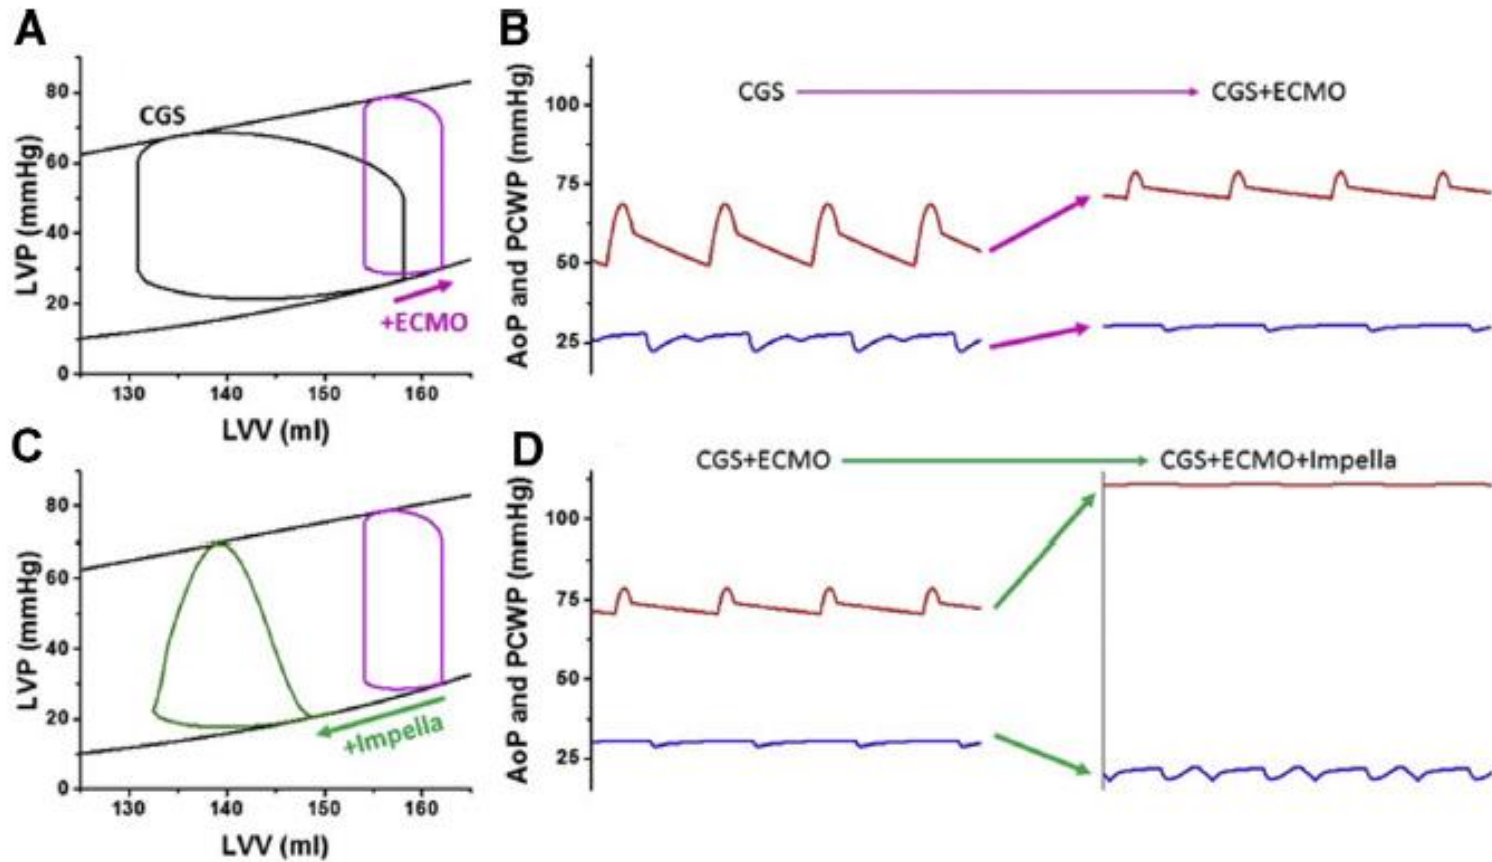 A
LVP (mmHg)
80
60
40
20
0
CGS
+ECMO
130 140 150 160
LVV (ml)
B
AoP and PCWP (mmHg)
100
75
50
25
CGS CGS+ECMO
C
LVP (mmHg)
80
60
40
20
0
+Impella
130 140 150 160
LVV (ml)
D
AoP and PCWP (mmHg)
100
75
50
25
CGS+ECMO CGS+ECMO+Impella